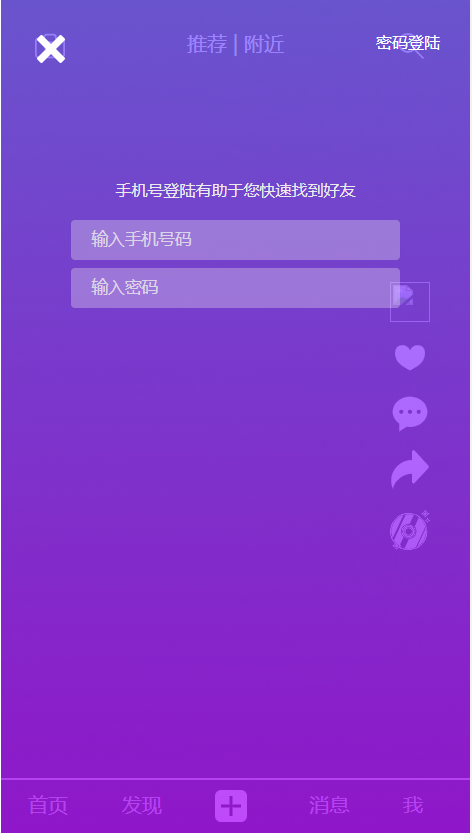 推荐 | 附近
密码登陆
手机号登陆有助于您快速找到好友
输入手机号码
输入密码
首页 发现 消息 我